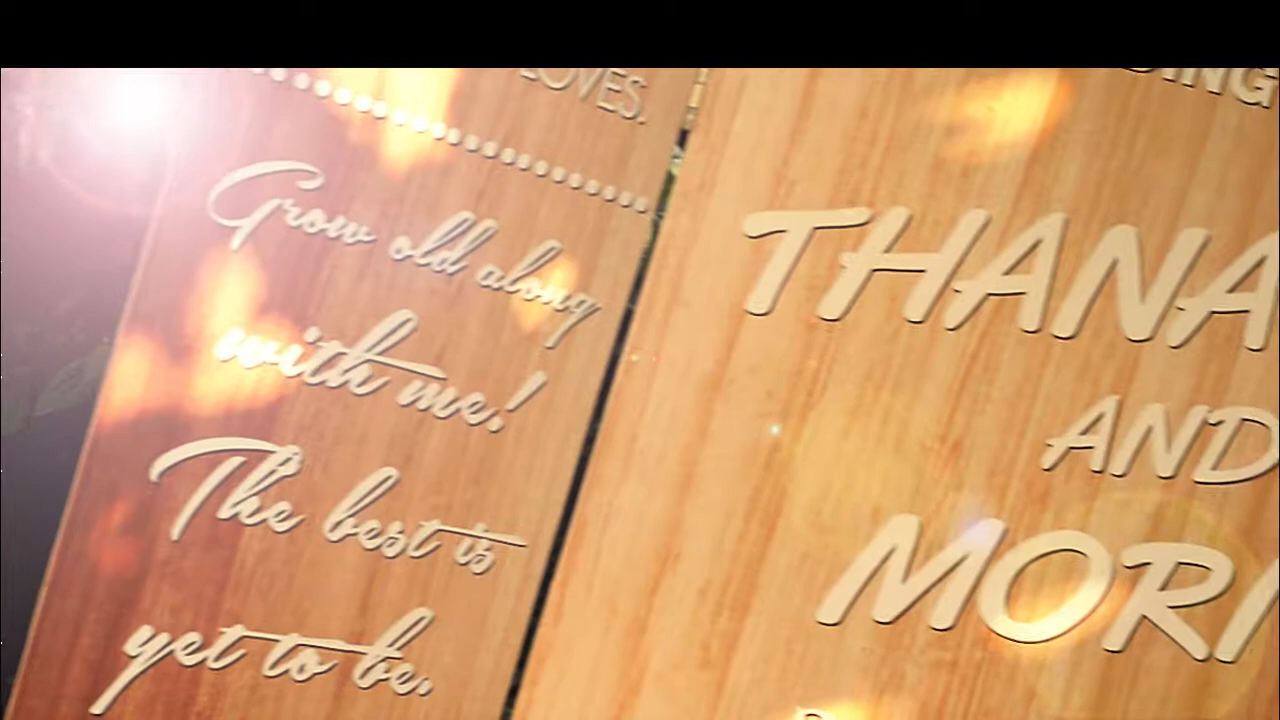 LOVES.
Grow old along
with me!
The best is
yet to be.
THANA
AND
MORI